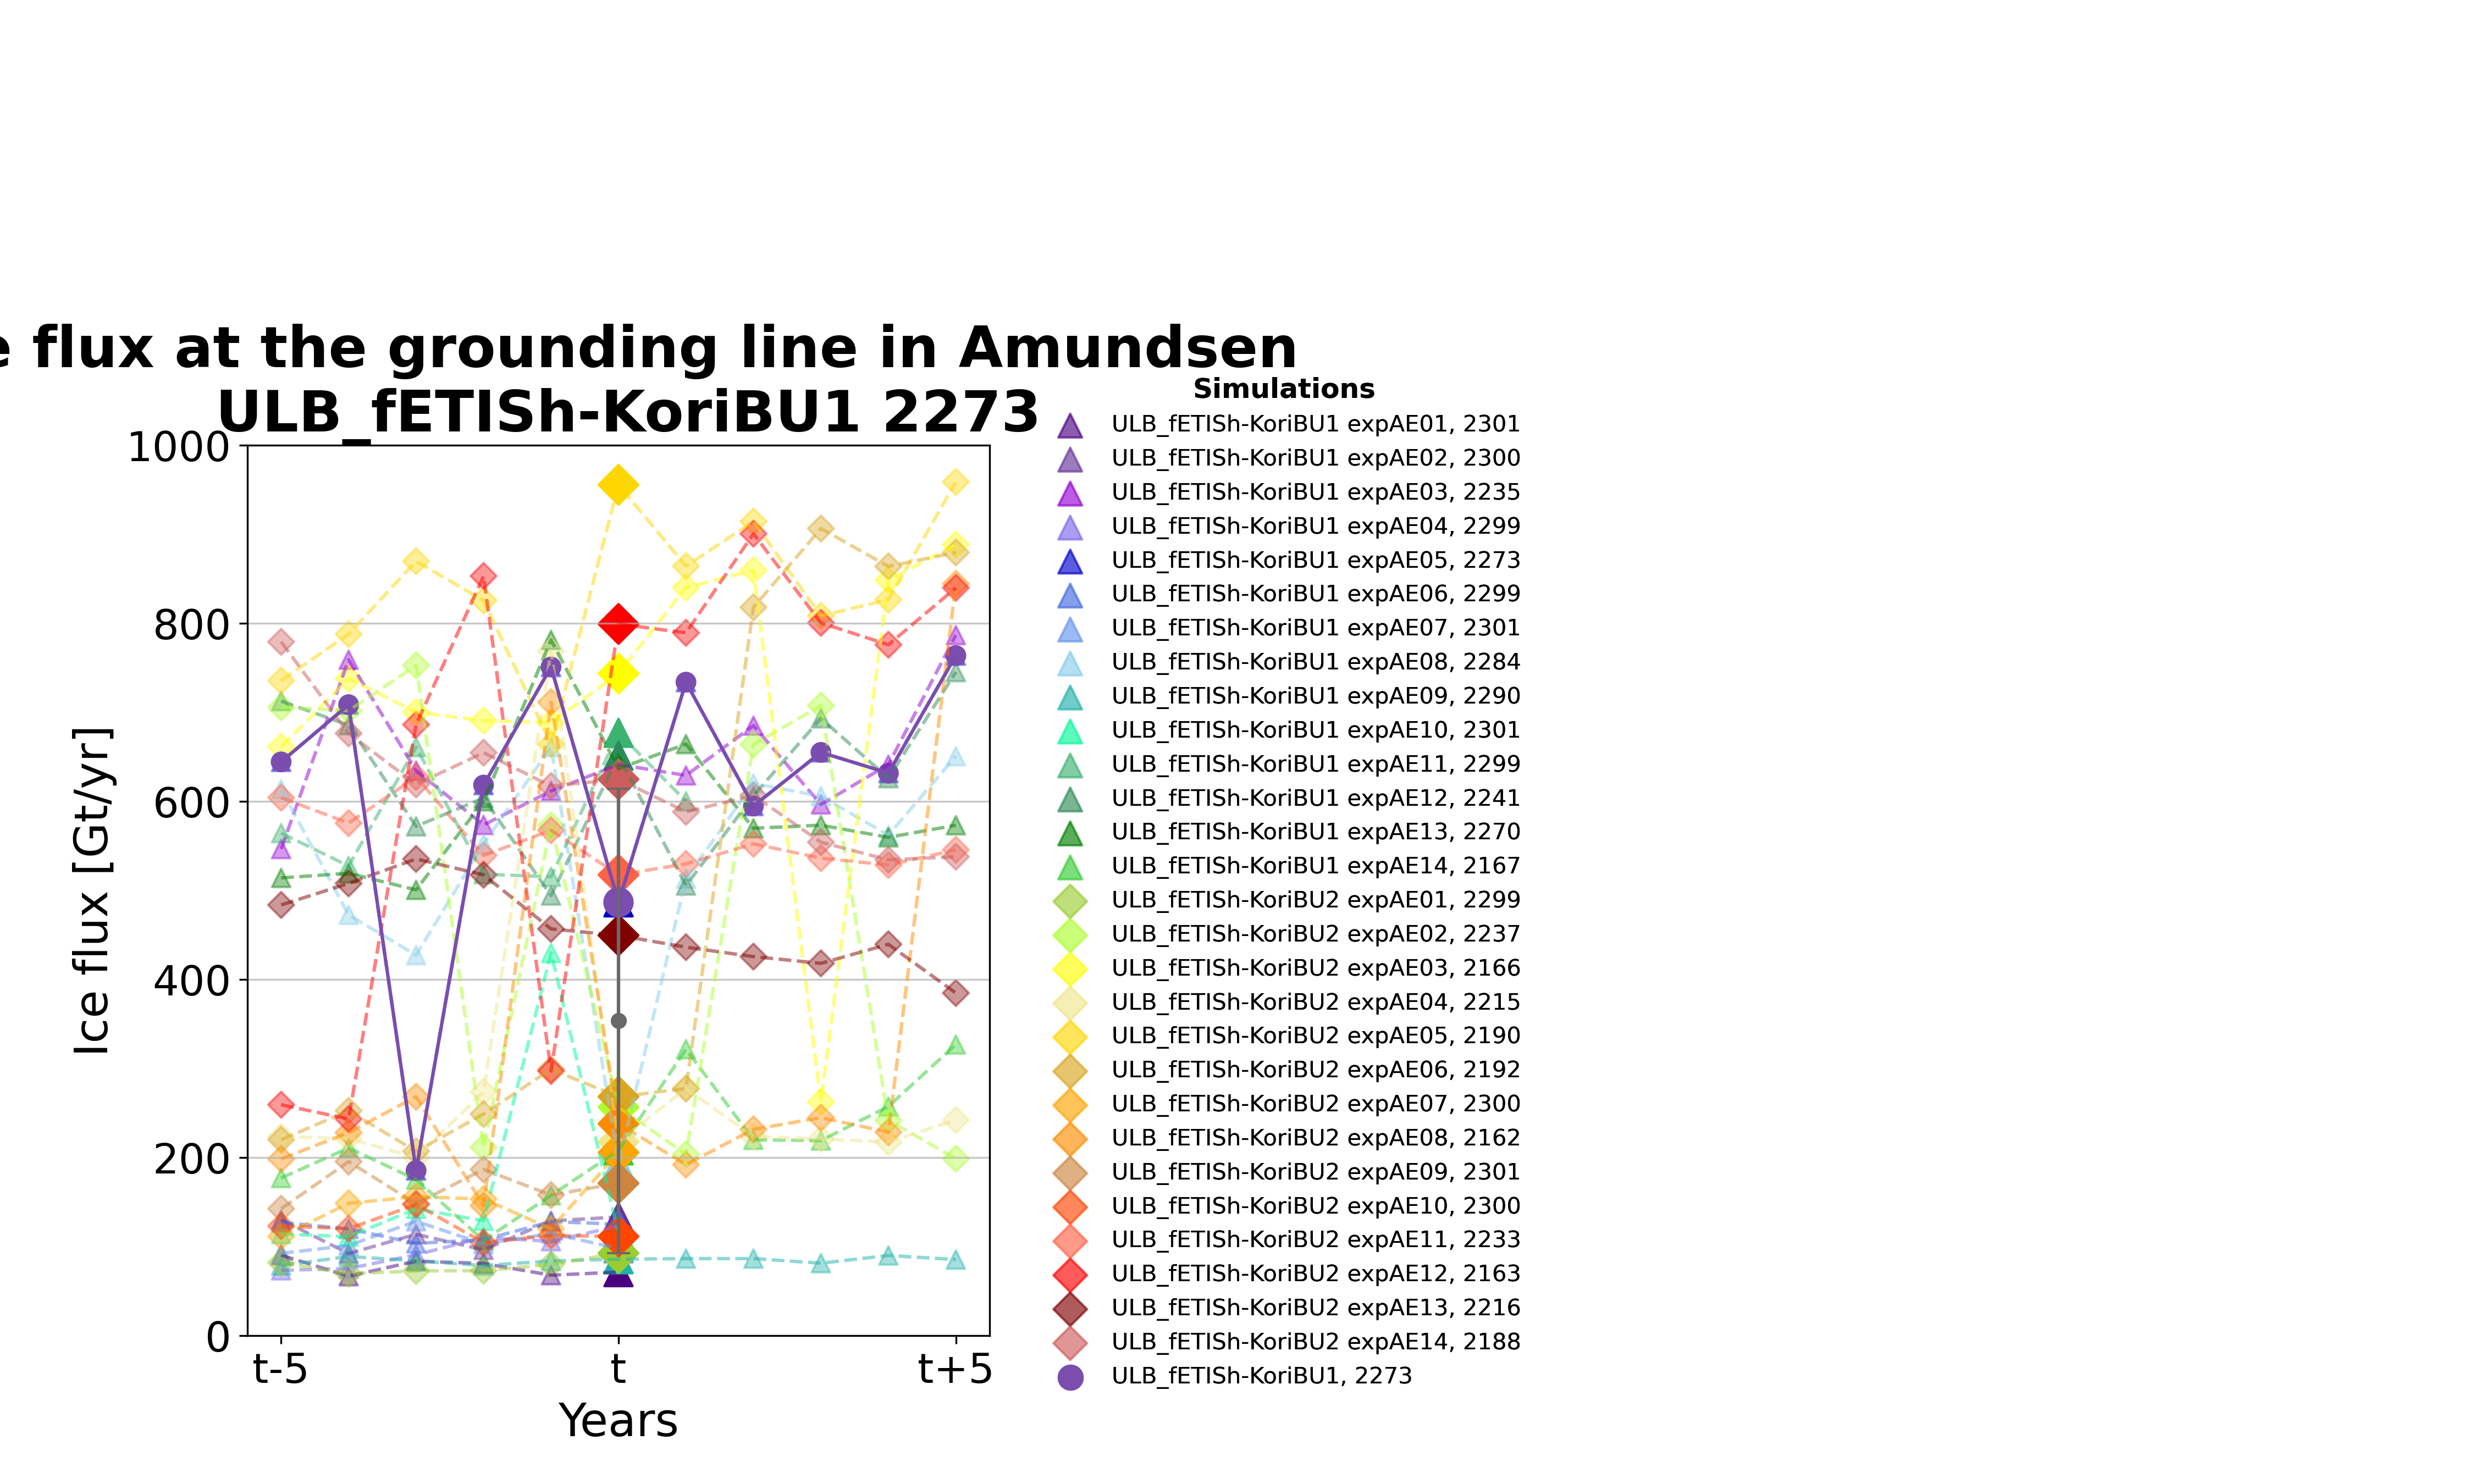 flux at the grounding line in Amundsen
ULB_fETISh-KoriBU1 2273
Ice flux [Gt/yr]
1000
800
600
400
200
0
t-5
t
t+5
Years
Simulations
ULB_fETISh-KoriBU1 expAE01, 2301
ULB_fETISh-KoriBU1 expAE02, 2300
ULB_fETISh-KoriBU1 expAE03, 2235
ULB_fETISh-KoriBU1 expAE04, 2299
ULB_fETISh-KoriBU1 expAE05, 2273
ULB_fETISh-KoriBU1 expAE06, 2299
ULB_fETISh-KoriBU1 expAE07, 2301
ULB_fETISh-KoriBU1 expAE08, 2284
ULB_fETISh-KoriBU1 expAE09, 2290
ULB_fETISh-KoriBU1 expAE10, 2301
ULB_fETISh-KoriBU1 expAE11, 2299
ULB_fETISh-KoriBU1 expAE12, 2241
ULB_fETISh-KoriBU1 expAE13, 2270
ULB_fETISh-KoriBU1 expAE14, 2167
ULB_fETISh-KoriBU2 expAE01, 2299
ULB_fETISh-KoriBU2 expAE02, 2237
ULB_fETISh-KoriBU2 expAE03, 2166
ULB_fETISh-KoriBU2 expAE04, 2215
ULB_fETISh-KoriBU2 expAE05, 2190
ULB_fETISh-KoriBU2 expAE06, 2192
ULB_fETISh-KoriBU2 expAE07, 2300
ULB_fETISh-KoriBU2 expAE08, 2162
ULB_fETISh-KoriBU2 expAE09, 2301
ULB_fETISh-KoriBU2 expAE10, 2300
ULB_fETISh-KoriBU2 expAE11, 2233
ULB_fETISh-KoriBU2 expAE12, 2163
ULB_fETISh-KoriBU2 expAE13, 2216
ULB_fETISh-KoriBU2 expAE14, 2188
ULB_fETISh-KoriBU1, 2273